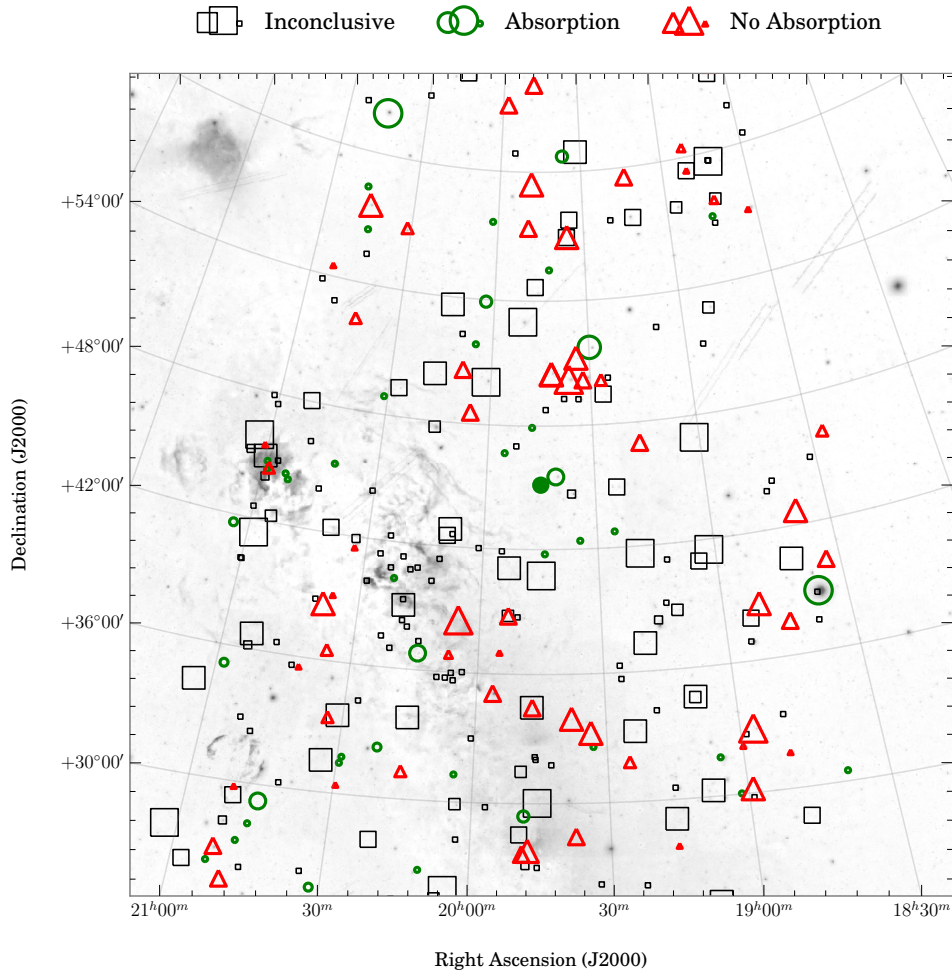 Inconclusive Absorption No Absorption
+54°00′
+48°00′
+42°00′
+36°00′
+30°00′
Declination (J2000)
21ʰ00ᵐ 30ᵐ 20ʰ00ᵐ 30ᵐ 19ʰ00ᵐ 18ʰ30ᵐ
Right Ascension (J2000)